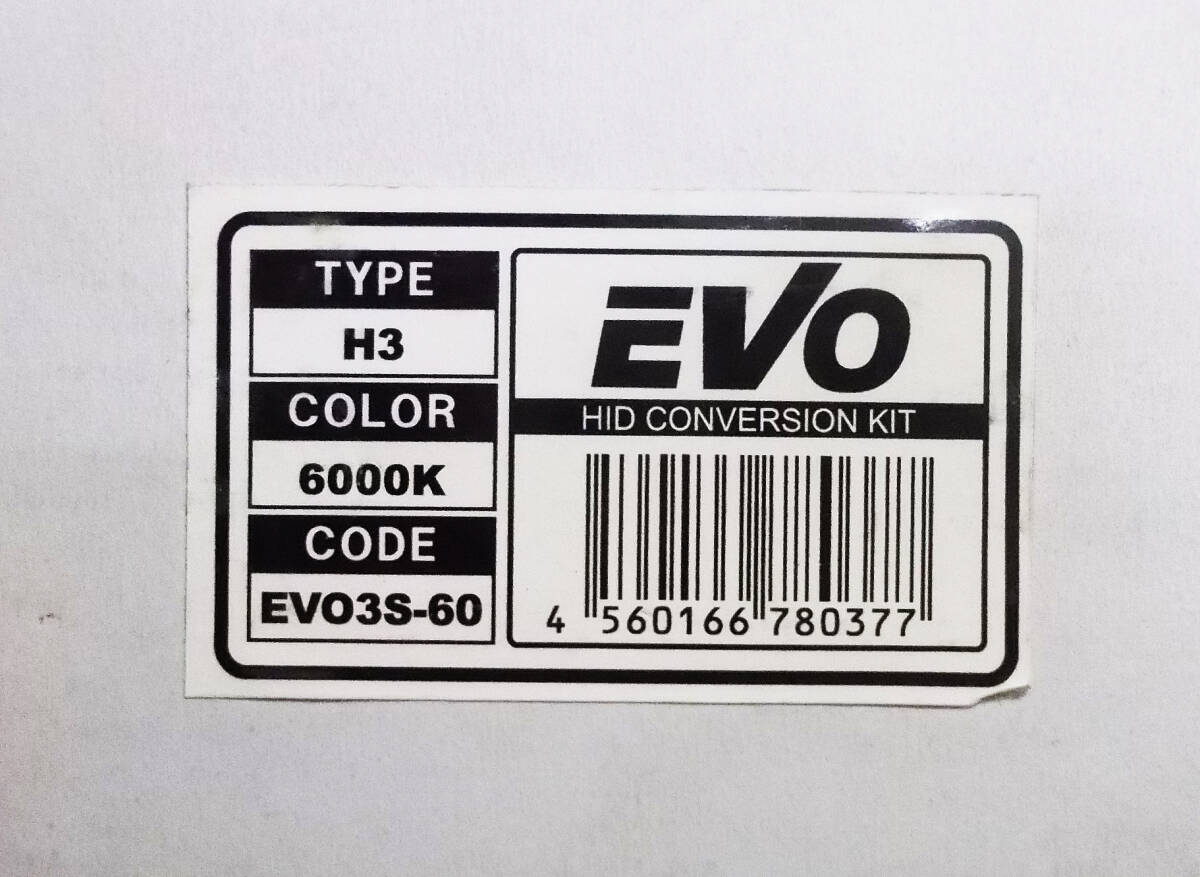 TYPE
H3
COLOR
6000K
CODE
EVO3S-60
EVO
HID CONVERSION KIT
4 560166 780377